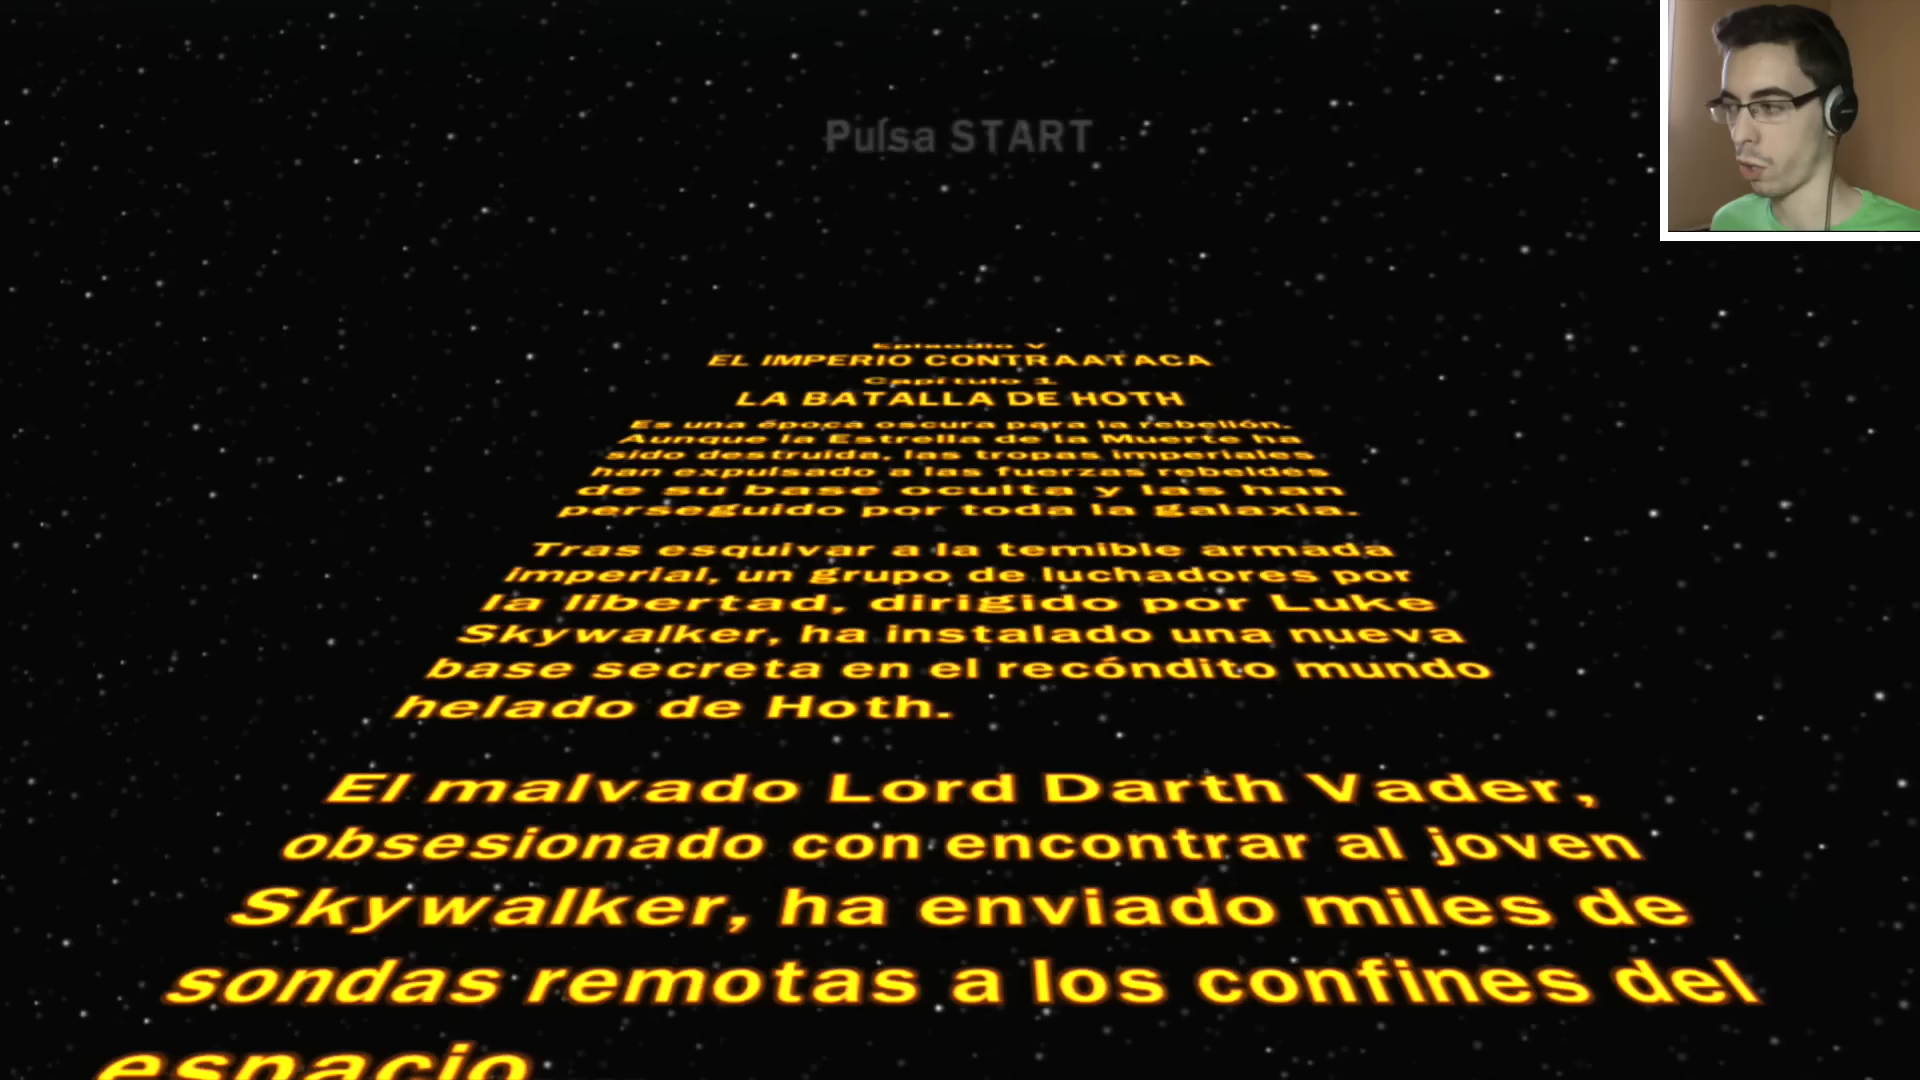 Pulsa START
Episodio V
EL IMPERIO CONTRAATACA
Capítulo 1
LA BATALLA DE HOTH
Es una época oscura para la rebelión.
Aunque la Estrella de la Muerte ha
sido destruida, las tropas imperiales
han expulsado a las fuerzas rebeldes
de su base oculta y las han
perseguido por toda la galaxia.
Tras esquivar a la temible armada
imperial, un grupo de luchadores por
la libertad, dirigido por Luke
Skywalker, ha instalado una nueva
base secreta en el recóndito mundo
helado de Hoth.
El malvado Lord Darth Vader,
obsesionado con encontrar al joven
Skywalker, ha enviado miles de
sondas remotas a los confines del
espacio